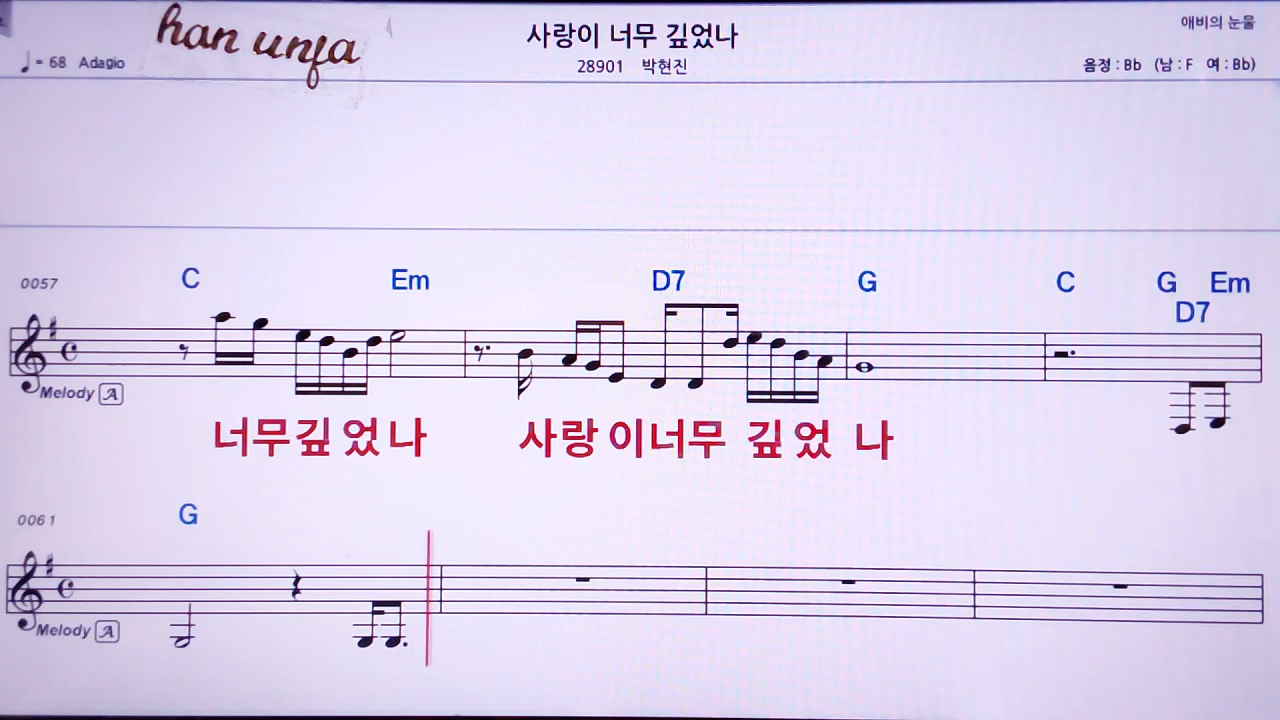 han unfa
사랑이 너무 깊었나
애비의 눈물
♩= 68 Adagio
28901 박현진
음정 : Bb (남 : F 여 : Bb)
0057 C Em D7 G C G Em
D7
Melody A
너무깊 었나 사랑 이너무 깊 었 나
0061 G
Melody A